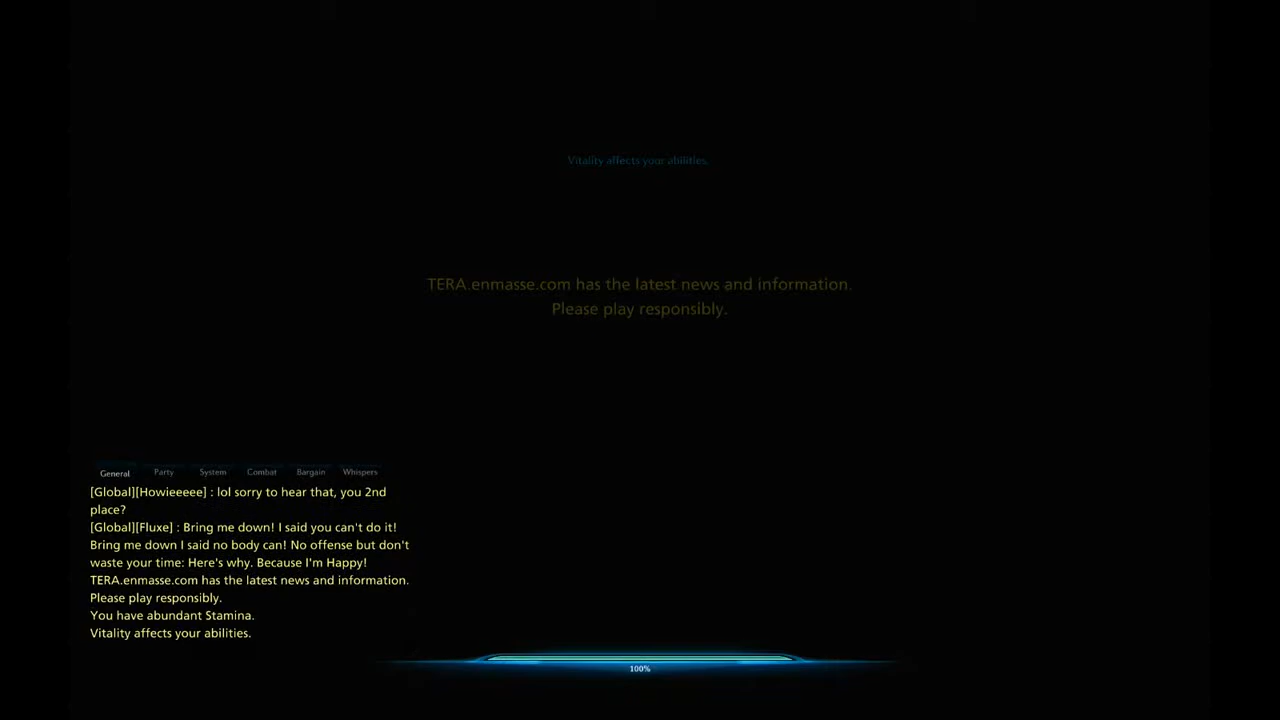 Vitality affects your abilities.
TERA.enmasse.com has the latest news and information.
Please play responsibly.
General Party System Combat Bargain Whispers
[Global][Howieeeee] : lol sorry to hear that, you 2nd
place?
[Global][Fluxe] : Bring me down! I said you can't do it!
Bring me down I said no body can! No offense but don't
waste your time: Here's why. Because I'm Happy!
TERA.enmasse.com has the latest news and information.
Please play responsibly.
You have abundant Stamina.
Vitality affects your abilities.
100%